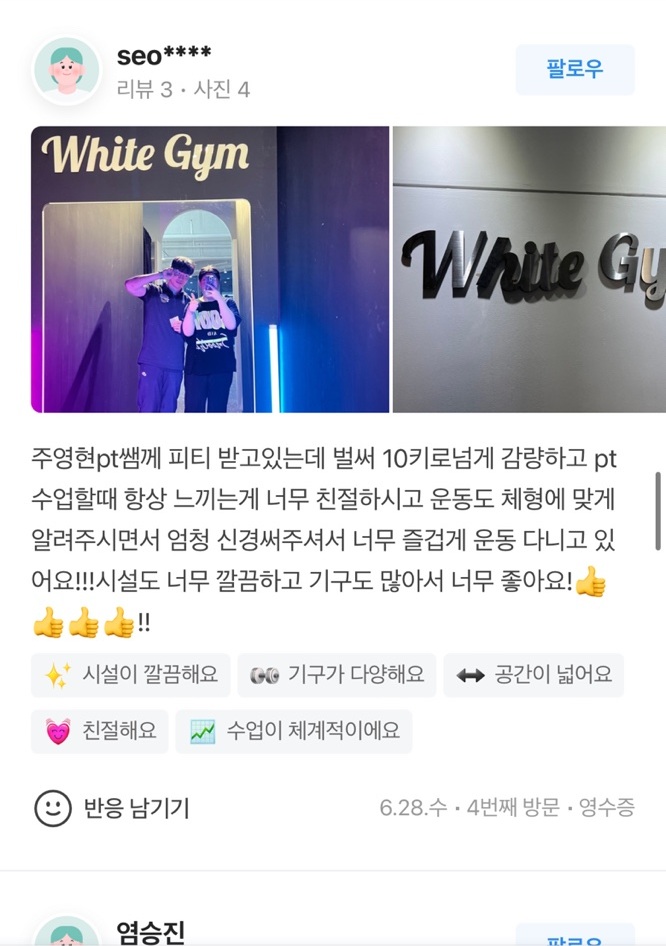 seo****
리뷰 3 · 사진 4
팔로우
White Gym
White Gy
주영현pt쌤께 피티 받고있는데 벌써 10키로넘게 감량하고 pt
수업할때 항상 느끼는게 너무 친절하시고 운동도 체형에 맞게
알려주시면서 엄청 신경써주셔서 너무 즐겁게 운동 다니고 있
어요!!!시설도 너무 깔끔하고 기구도 많아서 너무 좋아요!👍
👍👍👍!!
✨ 시설이 깔끔해요
기구가 다양해요
↔ 공간이 넓어요
💓 친절해요
💹 수업이 체계적이에요
반응 남기기
6.28.수 · 4번째 방문 · 영수증
염승진
팔로우